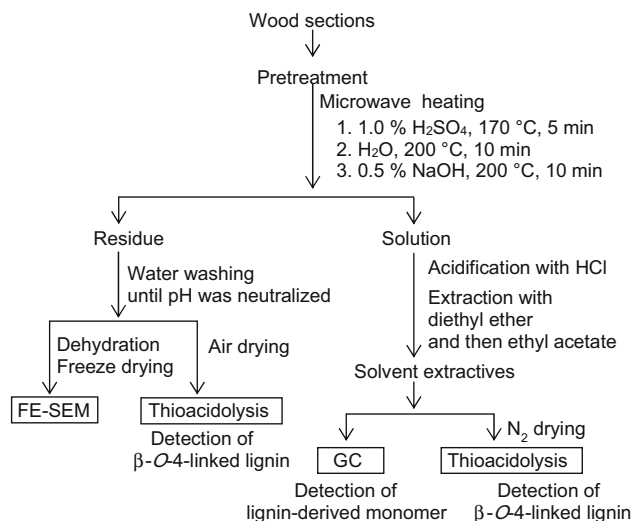 Wood sections
Pretreatment
Microwave heating
1. 1.0 % H₂SO₄, 170 °C, 5 min
2. H₂O, 200 °C, 10 min
3. 0.5 % NaOH, 200 °C, 10 min
Residue
Solution
Water washing
until pH was neutralized
Acidification with HCl
Extraction with
diethyl ether
and then ethyl acetate
Dehydration
Freeze drying
Air drying
Solvent extractives
FE-SEM
Thioacidolysis
Detection of
β-O-4-linked lignin
N₂ drying
GC
Thioacidolysis
Detection of
lignin-derived monomer
Detection of
β-O-4-linked lignin